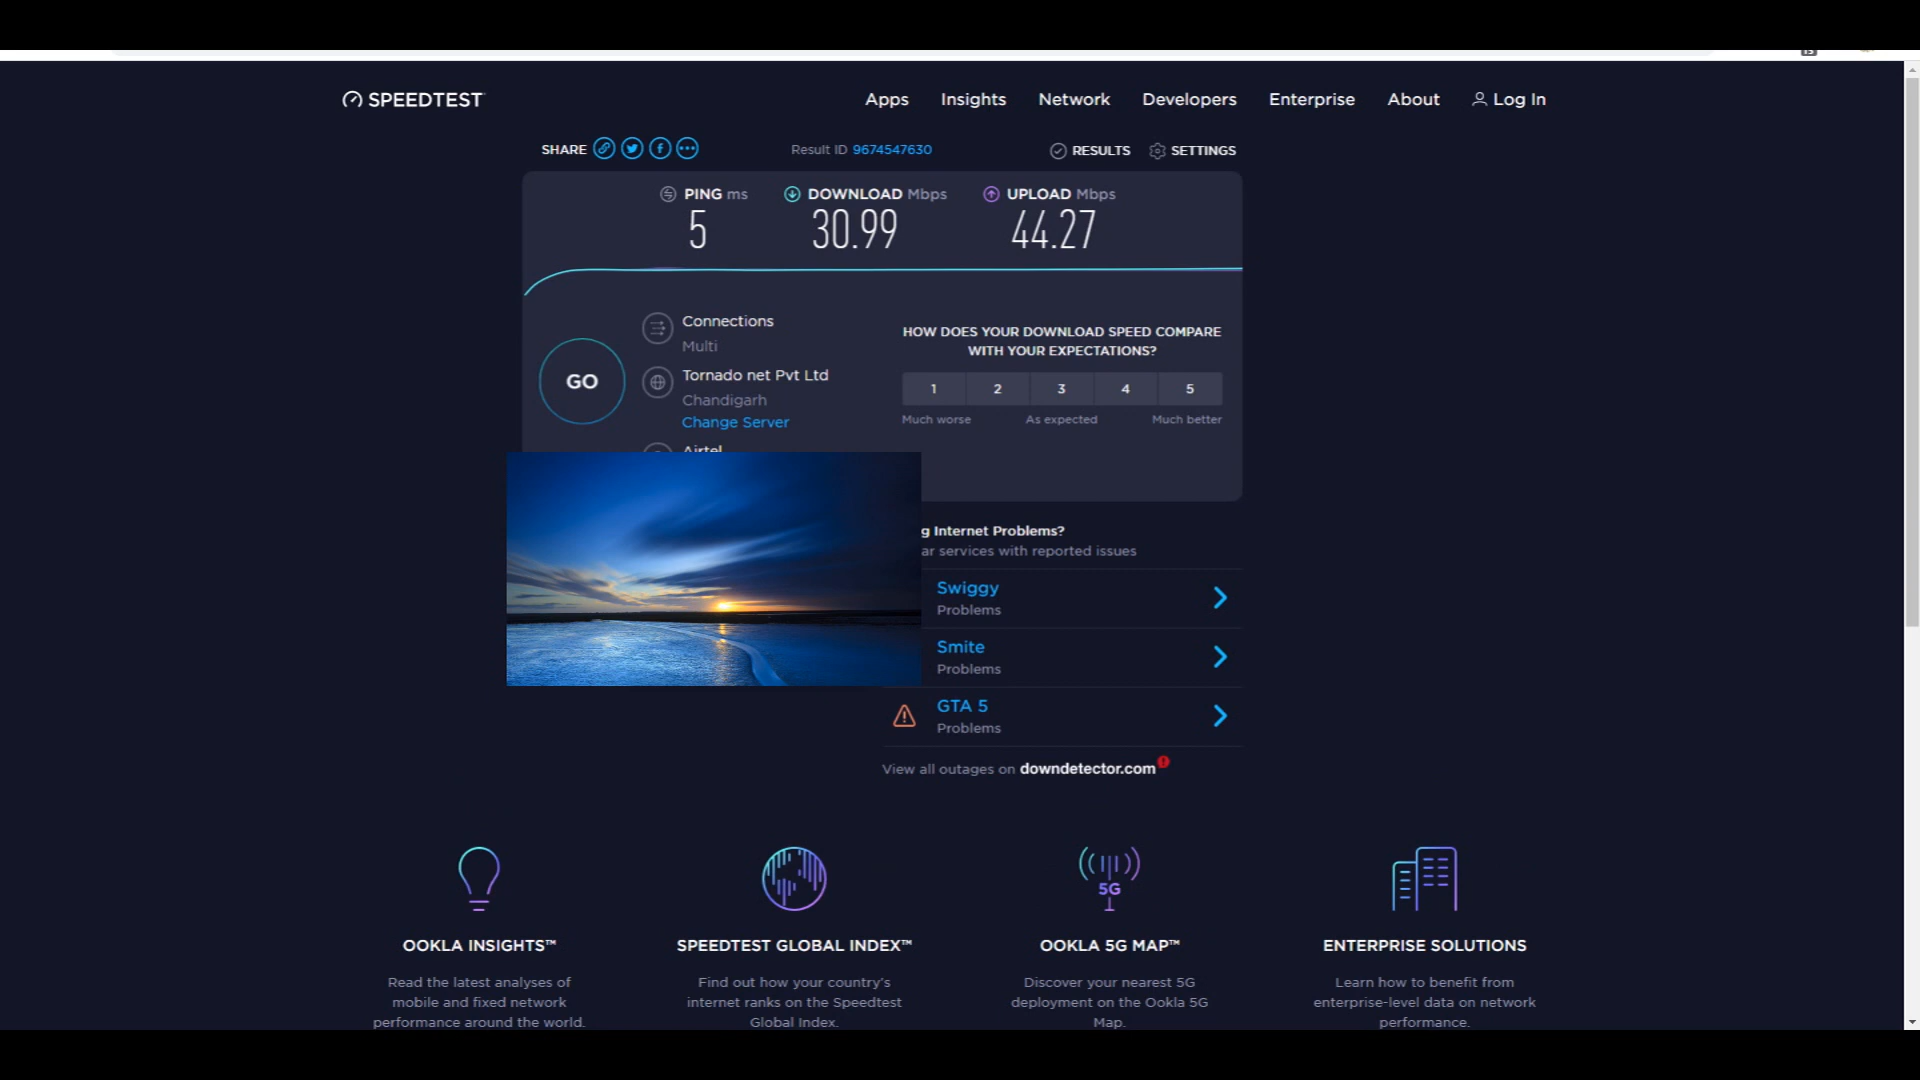 SPEEDTEST
Apps Insights Network Developers Enterprise About Log In
SHARE Result ID 9674547630 RESULTS SETTINGS
PING ms DOWNLOAD Mbps UPLOAD Mbps
5 30.99 44.27
Connections
Multi
HOW DOES YOUR DOWNLOAD SPEED COMPARE
WITH YOUR EXPECTATIONS?
GO
Tornado net Pvt Ltd
Chandigarh
Change Server
1 2 3 4 5
Much worse As expected Much better
Airtel
g Internet Problems?
ar services with reported issues
Swiggy
Problems
Smite
Problems
GTA 5
Problems
View all outages on downdetector.com
5G
OOKLA INSIGHTS™
Read the latest analyses of
mobile and fixed network
performance around the world.
SPEEDTEST GLOBAL INDEX™
Find out how your country's
internet ranks on the Speedtest
Global Index.
OOKLA 5G MAP™
Discover your nearest 5G
deployment on the Ookla 5G
Map.
ENTERPRISE SOLUTIONS
Learn how to benefit from
enterprise-level data on network
performance.